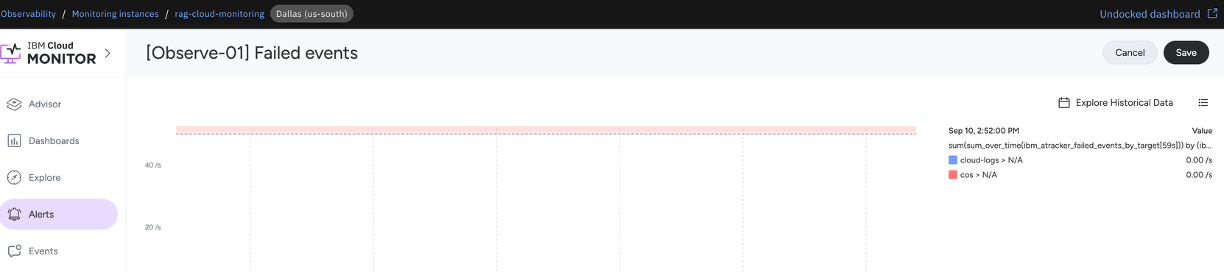 Observability / Monitoring instances / rag-cloud-monitoring Dallas (us-south) Undocked dashboard
IBM Cloud
MONITOR
[Observe-01] Failed events
Cancel Save
Advisor
Dashboards
Explore
Alerts
Events
Explore Historical Data
40 /s
20 /s
Sep 10, 2:52:00 PM Value
sum(sum_over_time(ibm_atracker_failed_events_by_target[59s])) by (ib...
cloud-logs > N/A 0.00 /s
cos > N/A 0.00 /s